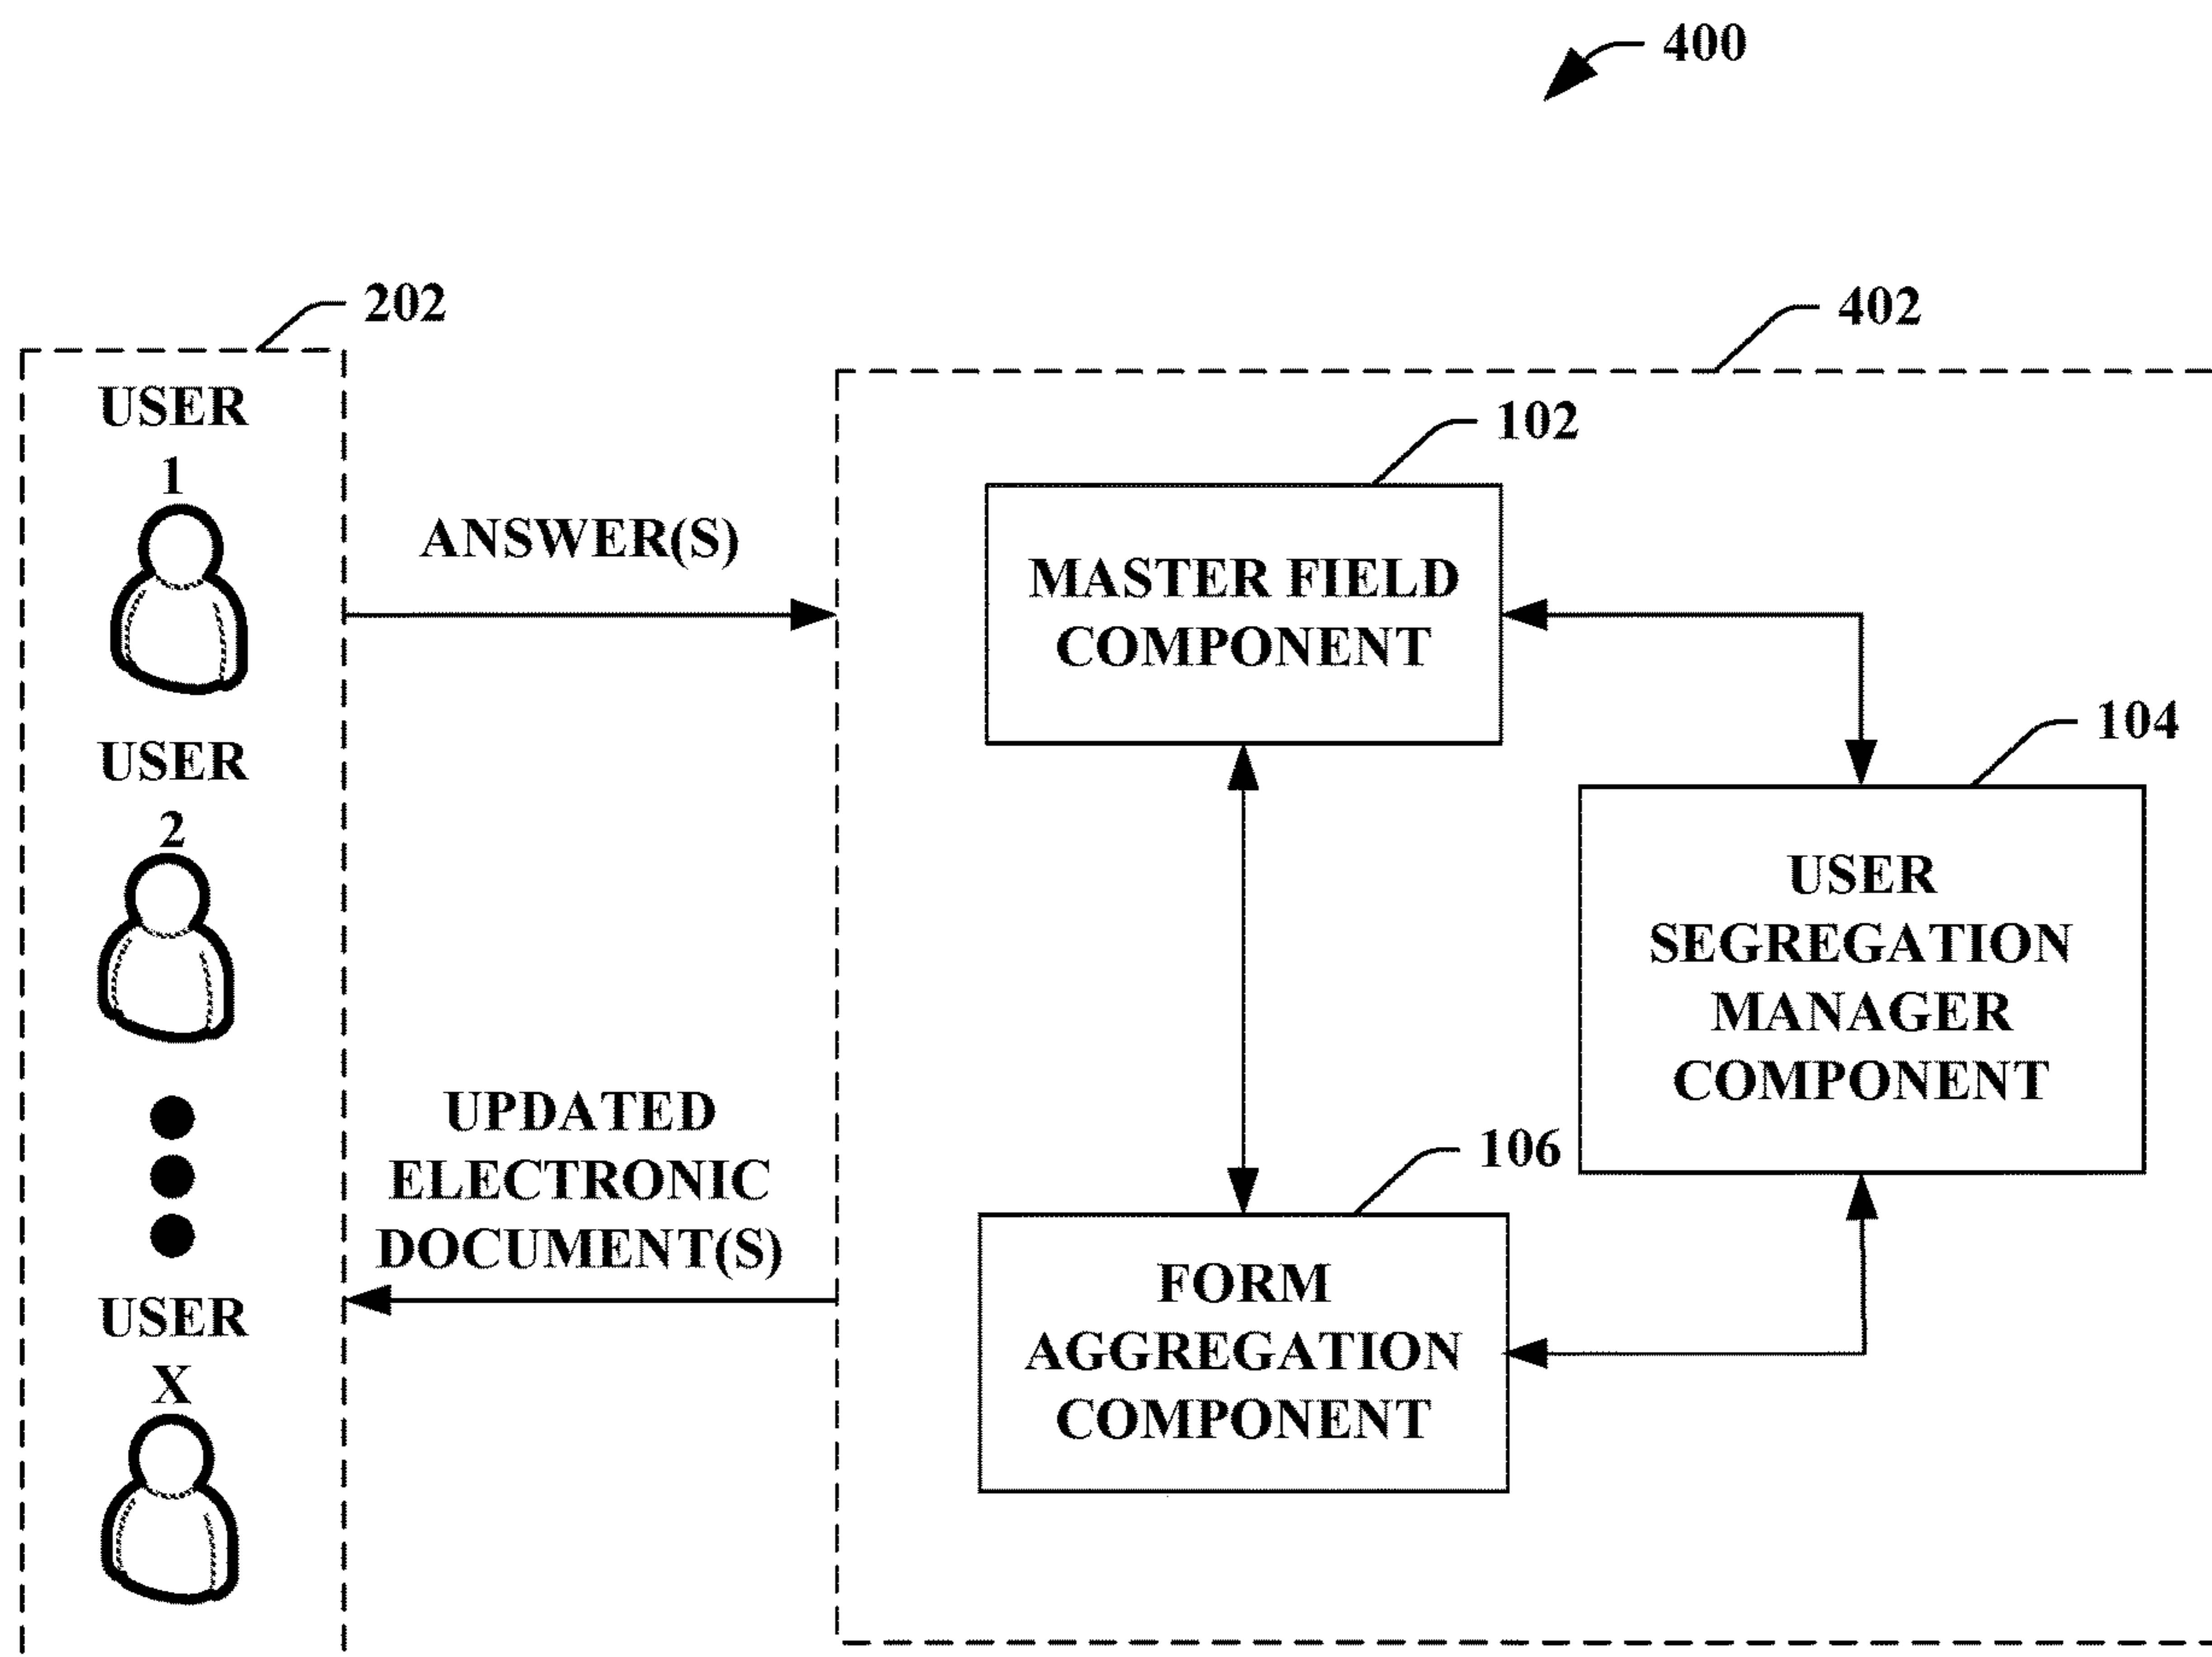 400
202
402
USER
1
USER
2
USER
X
ANSWER(S)
UPDATED
ELECTRONIC
DOCUMENT(S)
102
MASTER FIELD
COMPONENT
104
USER
SEGREGATION
MANAGER
COMPONENT
106
FORM
AGGREGATION
COMPONENT